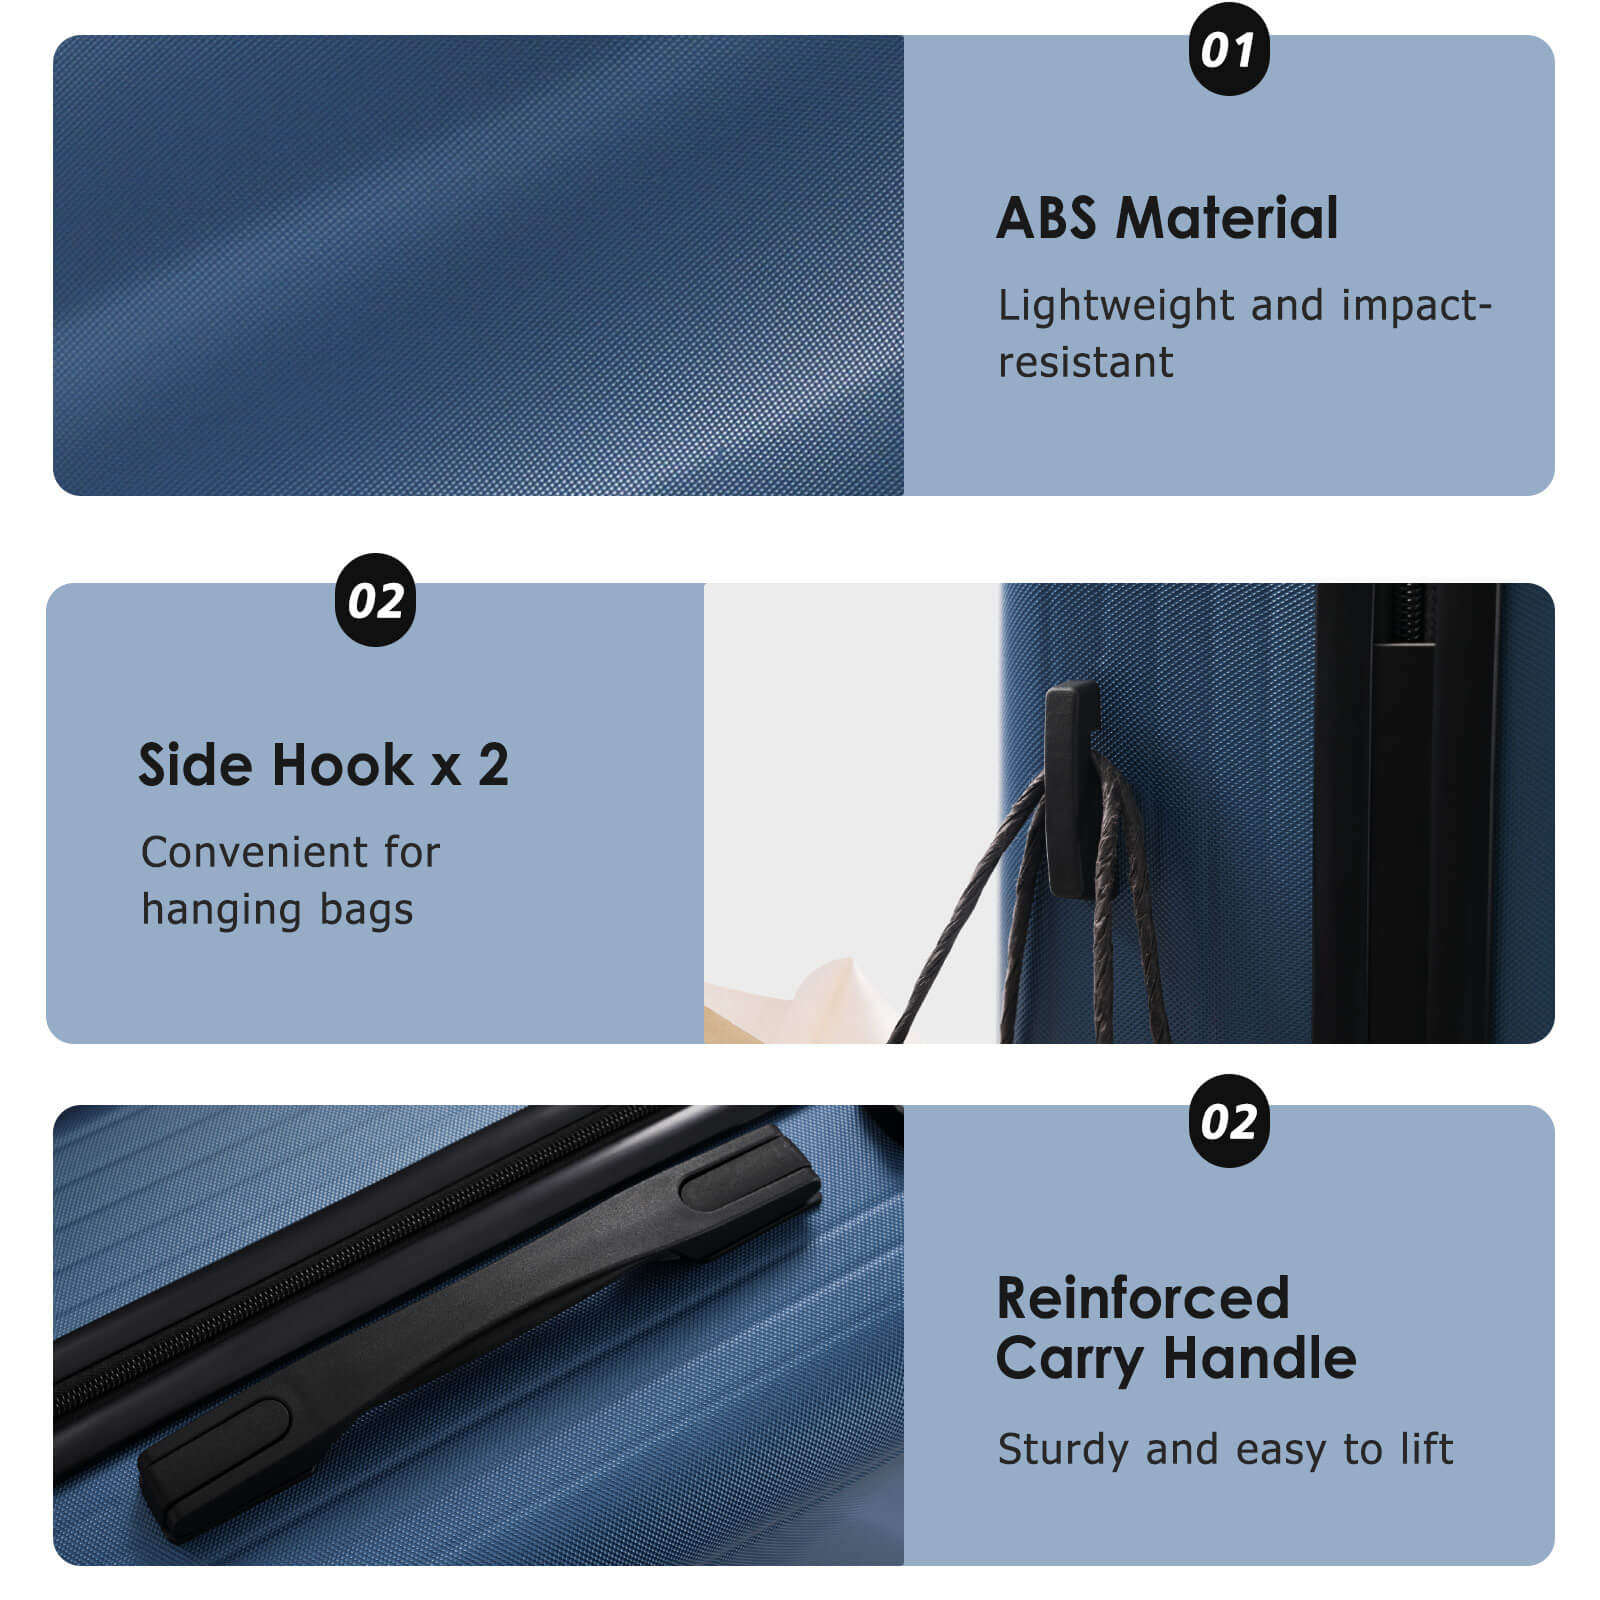 01
ABS Material
Lightweight and impact-
resistant
02
Side Hook x 2
Convenient for
hanging bags
02
Reinforced
Carry Handle
Sturdy and easy to lift